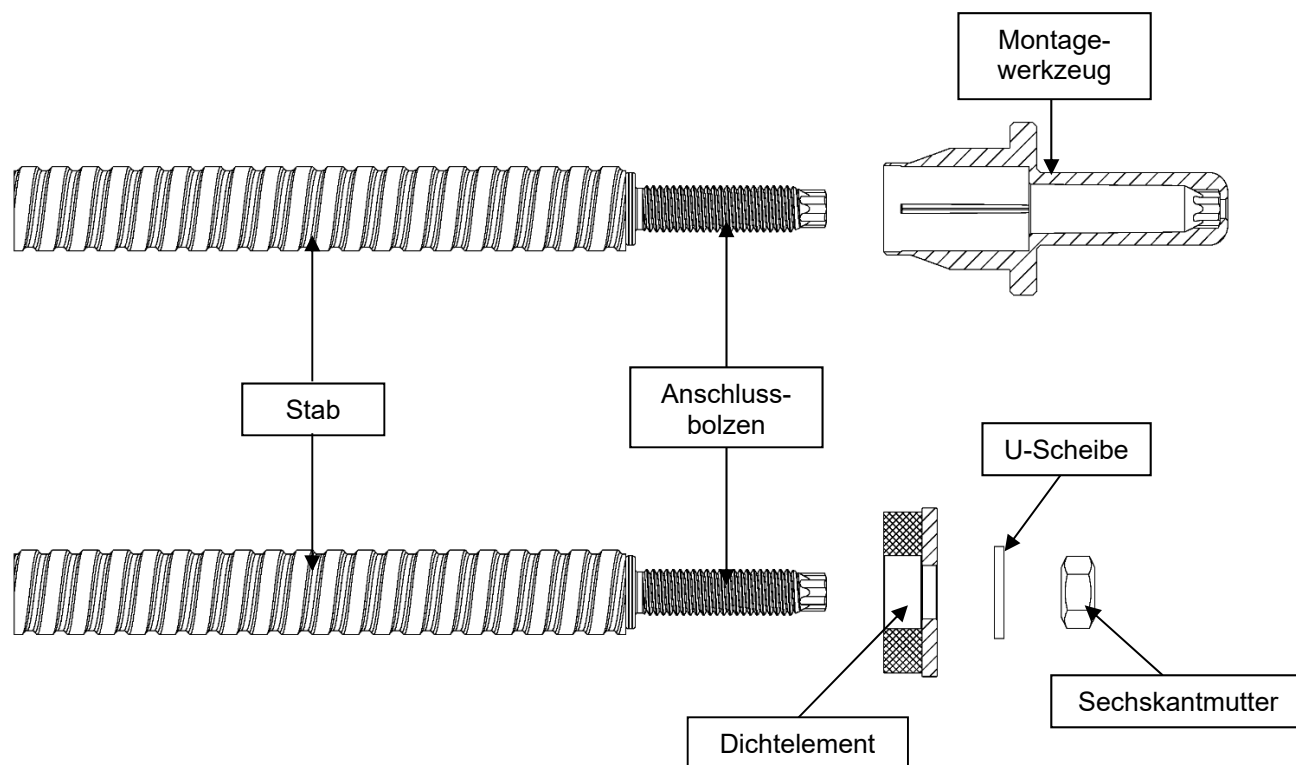 Montage-
werkzeug
Stab
Anschluss-
bolzen
U-Scheibe
Sechskantmutter
Dichtelement